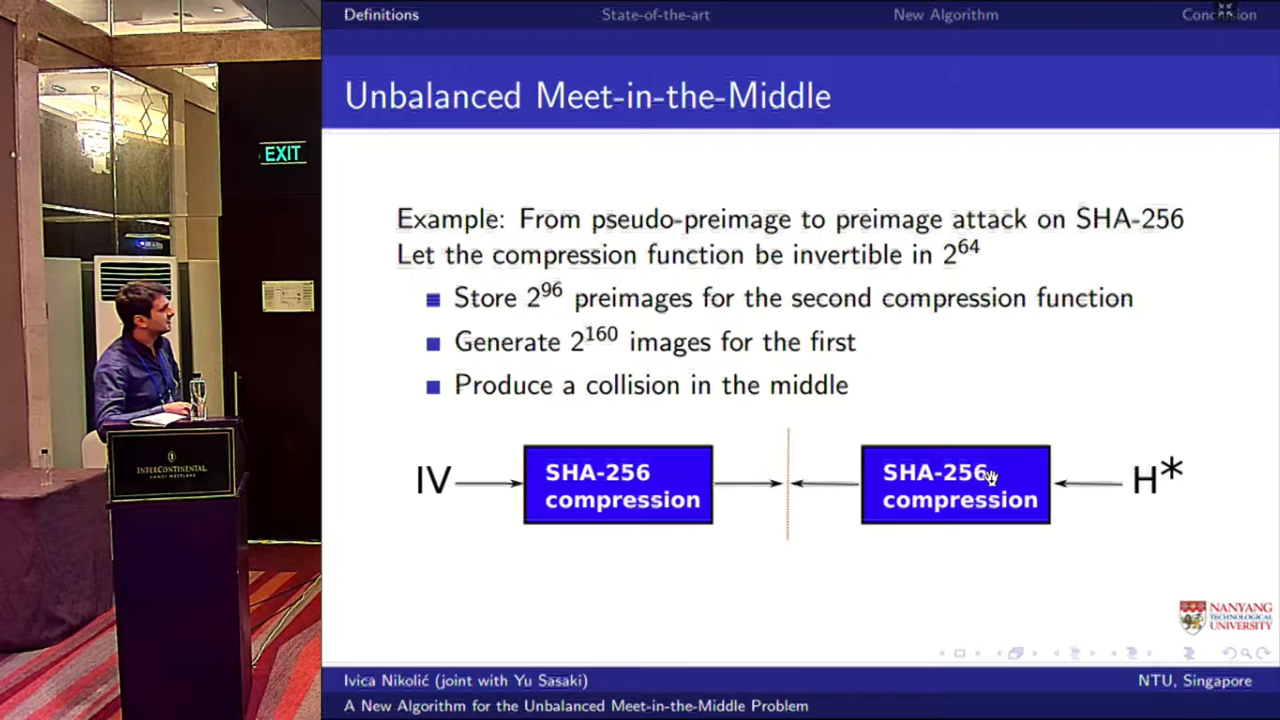 Definitions State-of-the-art New Algorithm Conclusion
Unbalanced Meet-in-the-Middle
EXIT
Example: From pseudo-preimage to preimage attack on SHA-256
Let the compression function be invertible in 2^64
Store 2^96 preimages for the second compression function
Generate 2^160 images for the first
Produce a collision in the middle
IV
SHA-256
compression
SHA-256
compression
H*
INTERCONTINENTAL
HANOI WESTLAKE
NANYANG
TECHNOLOGICAL
UNIVERSITY
Ivica Nikolić (joint with Yu Sasaki) NTU, Singapore
A New Algorithm for the Unbalanced Meet-in-the-Middle Problem